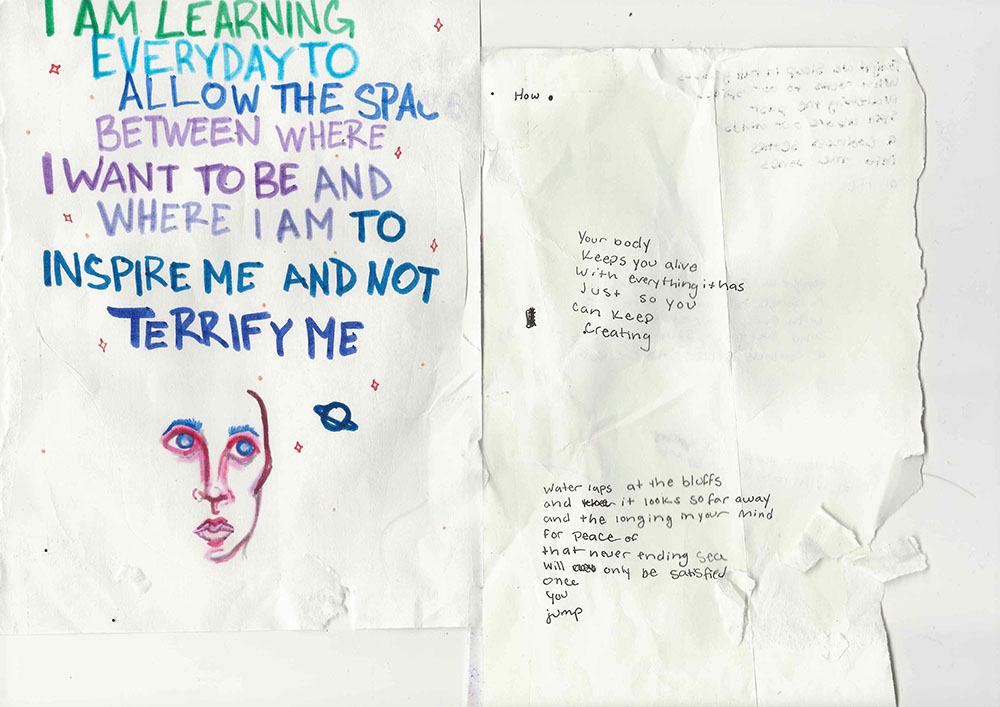 I AM LEARNING
EVERYDAY TO
ALLOW THE SPAC
BETWEEN WHERE
I WANT TO BE AND
WHERE I AM TO
INSPIRE ME AND NOT
TERRIFY ME
How
Your body
keeps you alive
with everything it has
Just so you
can keep
creating
Water laps at the bluffs
and it looks so far away
and the longing in your mind
for peace of
that never ending sea
will only be satisfied
once
you
jump